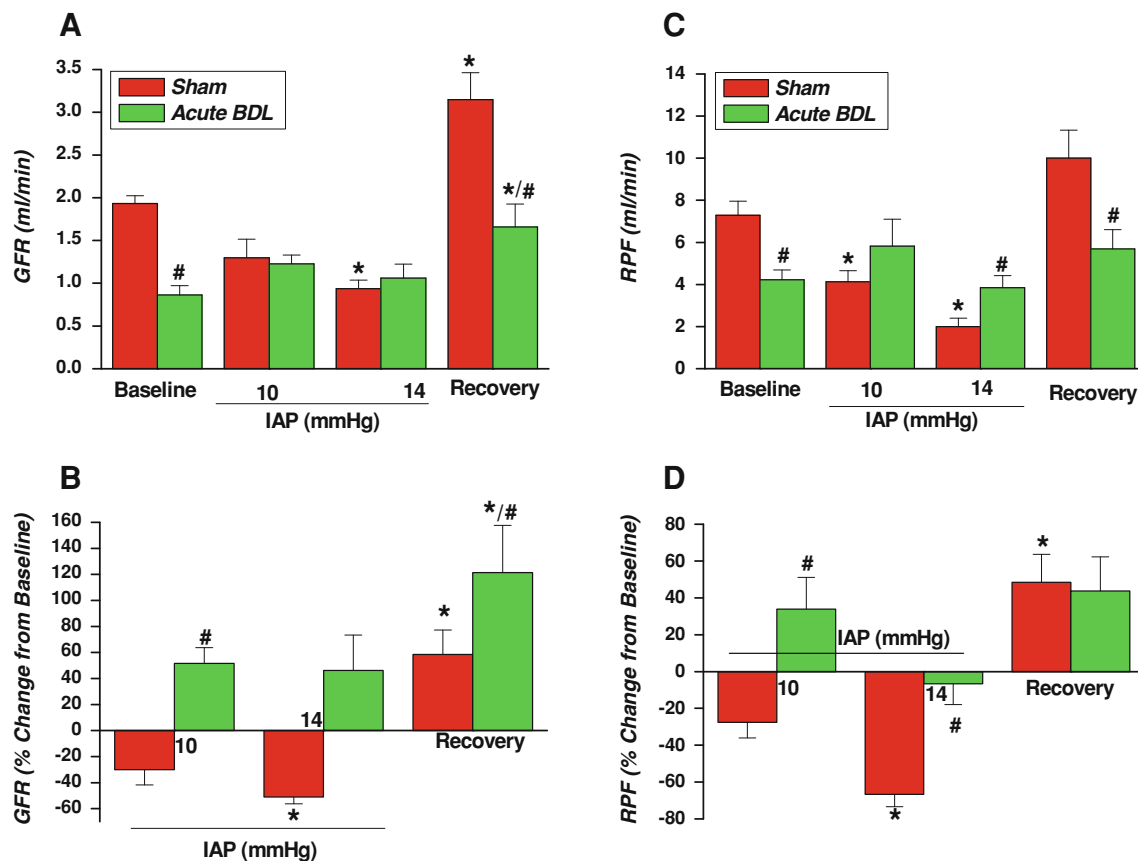 A
GFR (ml/min)
3.5
3.0
2.5
2.0
1.5
1.0
0.5
0.0
Sham
Acute BDL
#
*
*
*/#
Baseline
10
14
Recovery
IAP (mmHg)
C
RPF (ml/min)
14
12
10
8
6
4
2
0
Sham
Acute BDL
#
*
*
#
#
Baseline
10
14
Recovery
IAP (mmHg)
B
GFR (% Change from Baseline)
160
140
120
100
80
60
40
20
0
-20
-40
-60
#
*
*
*/#
10
14
Recovery
IAP (mmHg)
D
RPF (% Change from Baseline)
80
60
40
20
0
-20
-40
-60
-80
#
*
IAP (mmHg)
10
14
Recovery
#
*